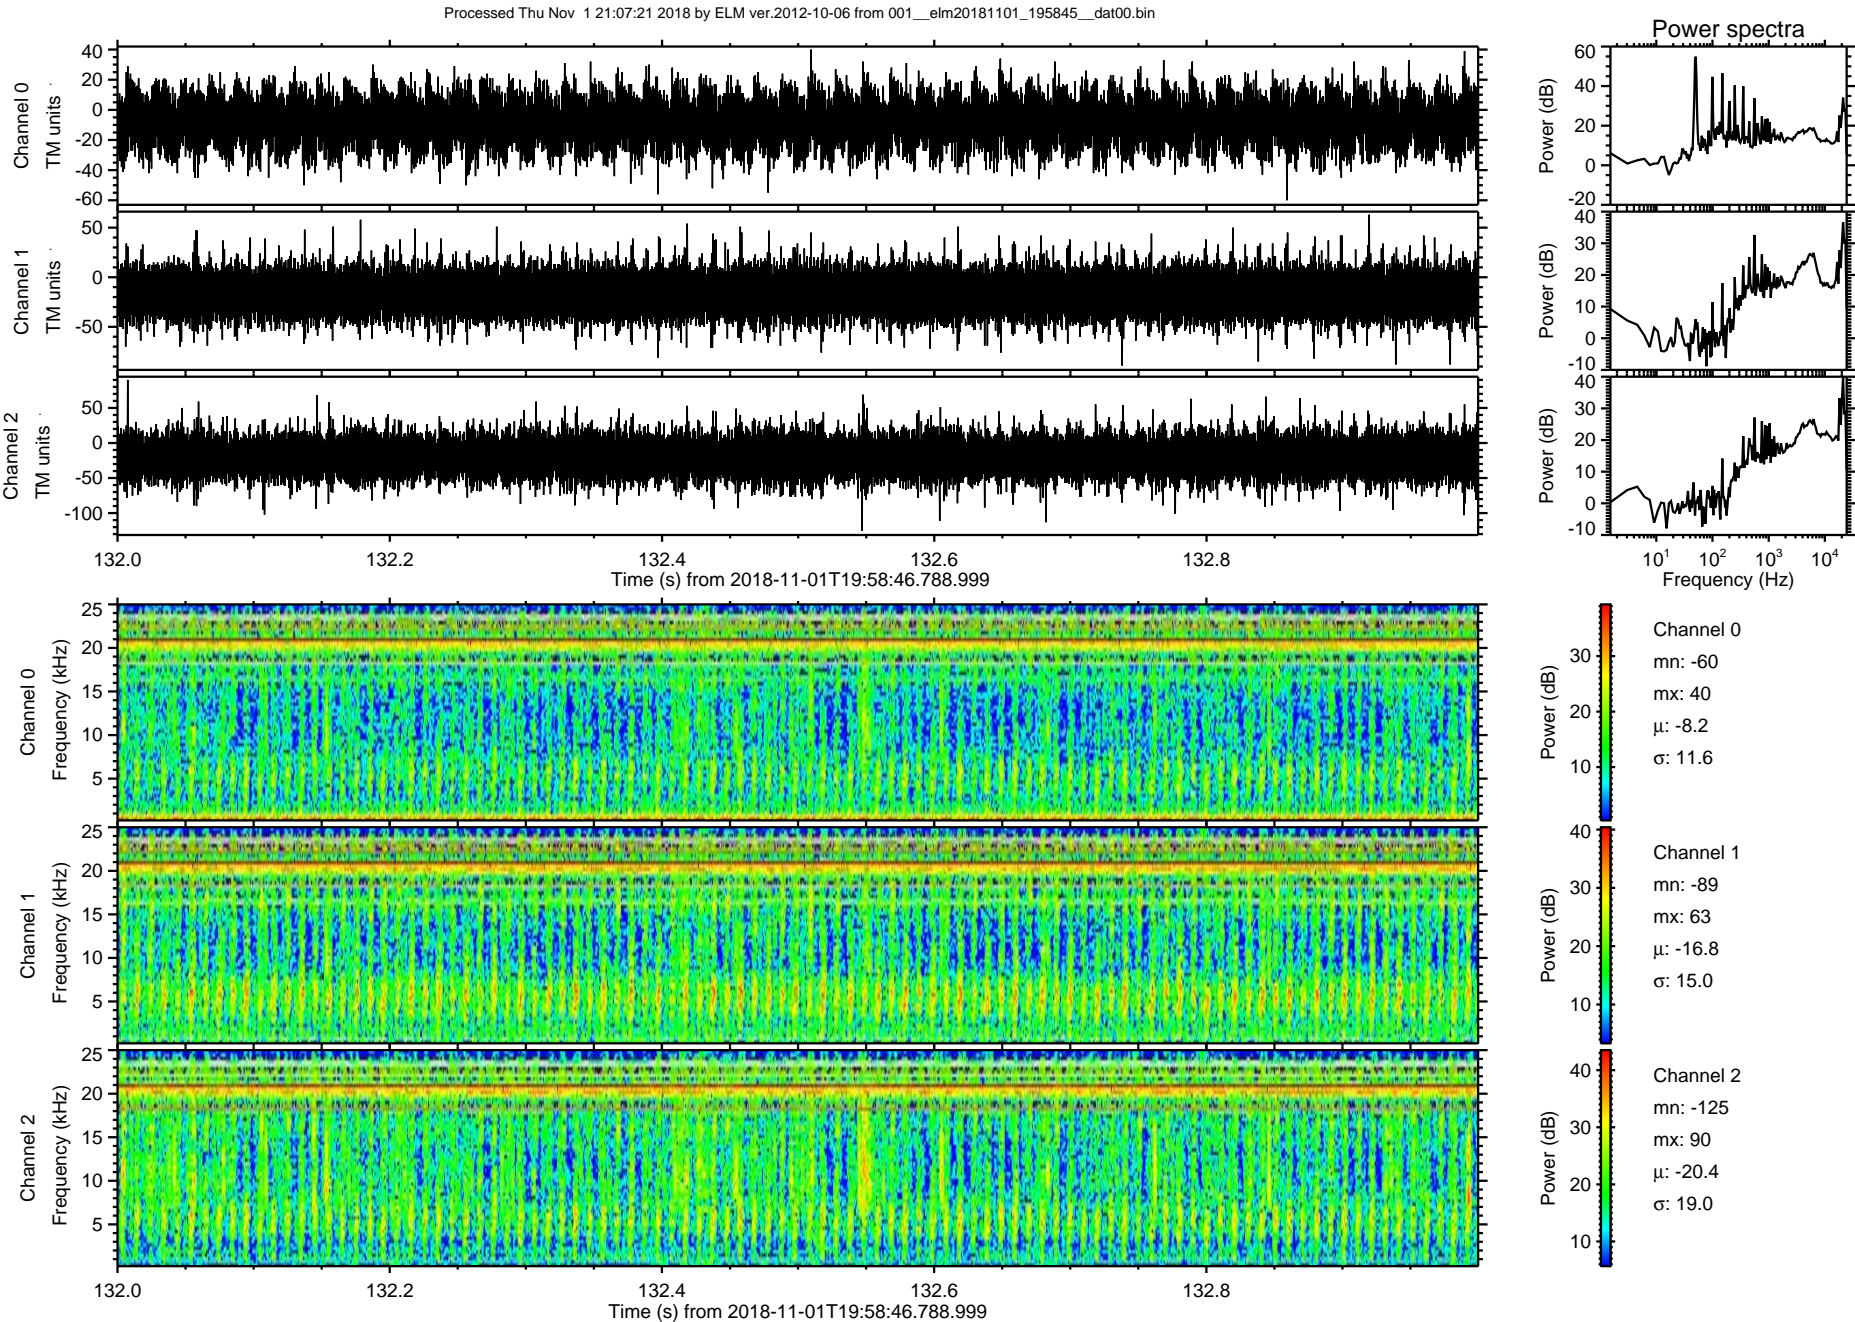 Processed Thu Nov  1 21:07:21 2018 by ELM ver.2012-10-06 from 001__elm20181101_195845__dat00.bin
Power spectra
Channel 0
TM units
40
20
0
-20
-40
-60
Power (dB)
60
40
20
0
-20
Channel 1
TM units
50
0
-50
Power (dB)
40
30
20
10
0
-10
Channel 2
TM units
50
0
-50
-100
Power (dB)
40
30
20
10
0
-10
132.0 132.2 132.4 132.6 132.8
Time (s) from 2018-11-01T19:58:46.788.999
10¹ 10² 10³ 10⁴
Frequency (Hz)
Channel 0
Frequency (kHz)
25
20
15
10
5
Power (dB)
30
20
10
Channel 0
mn: -60
mx: 40
µ: -8.2
σ: 11.6
Channel 1
Frequency (kHz)
25
20
15
10
5
Power (dB)
40
30
20
10
Channel 1
mn: -89
mx: 63
µ: -16.8
σ: 15.0
Channel 2
Frequency (kHz)
25
20
15
10
5
Power (dB)
40
30
20
10
Channel 2
mn: -125
mx: 90
µ: -20.4
σ: 19.0
132.0 132.2 132.4 132.6 132.8
Time (s) from 2018-11-01T19:58:46.788.999